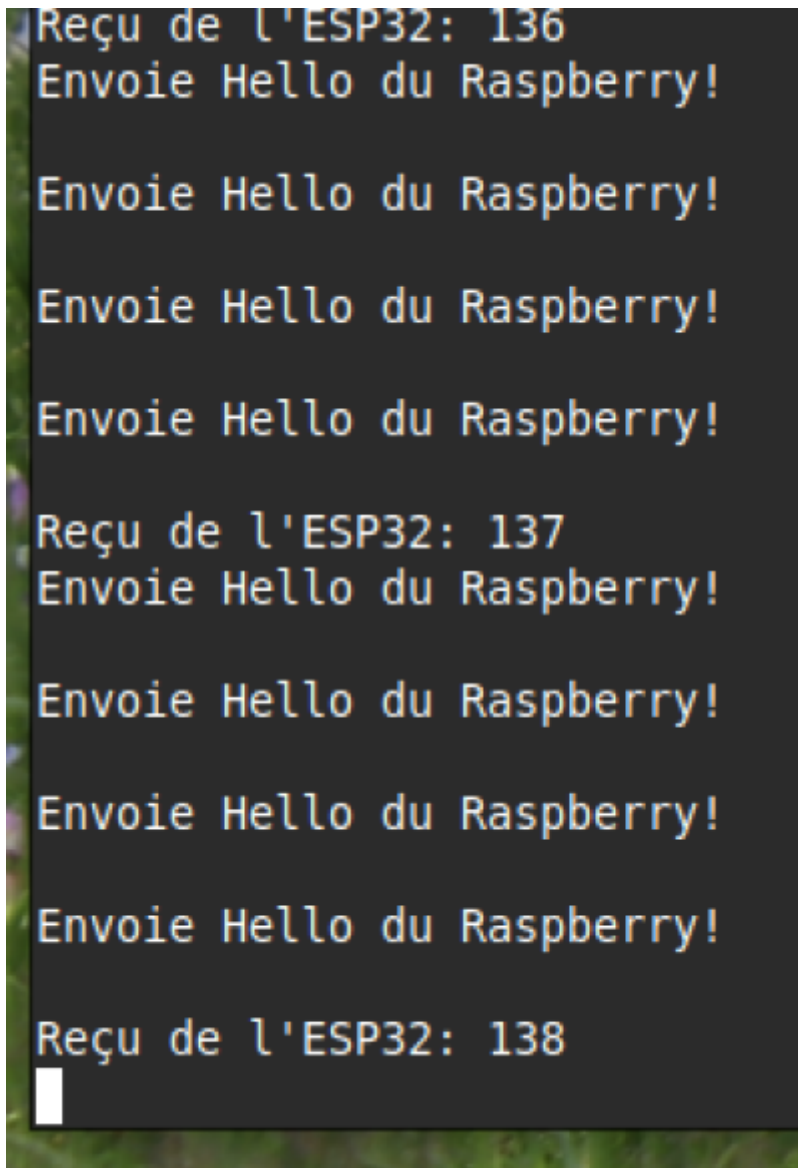 Reçu de l'ESP32: 136
Envoie Hello du Raspberry!
Envoie Hello du Raspberry!
Envoie Hello du Raspberry!
Envoie Hello du Raspberry!
Reçu de l'ESP32: 137
Envoie Hello du Raspberry!
Envoie Hello du Raspberry!
Envoie Hello du Raspberry!
Envoie Hello du Raspberry!
Reçu de l'ESP32: 138